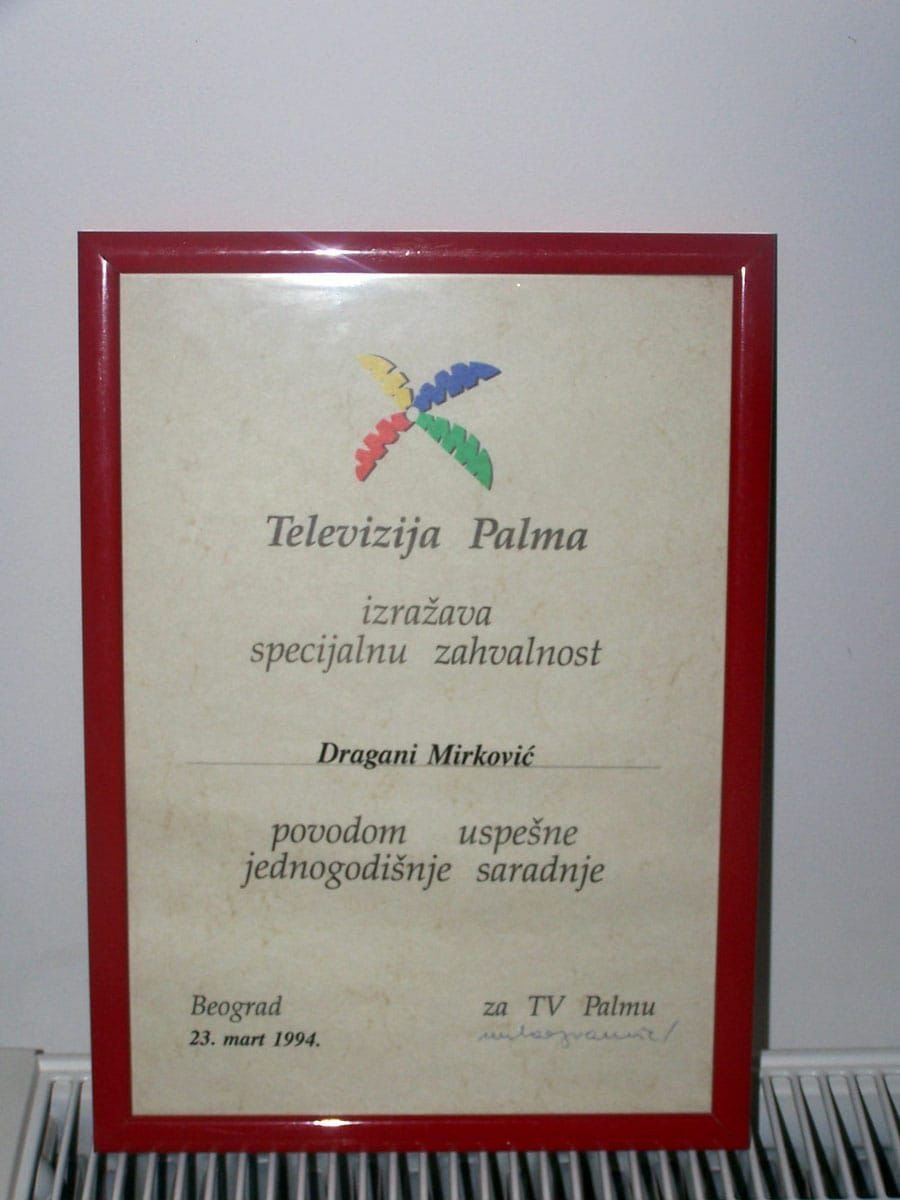 Televizija Palma
izražava
specijalnu zahvalnost
Dragani Mirković
povodom uspešne
jednogodišnje saradnje
Beograd za TV Palmu
23. mart 1994.